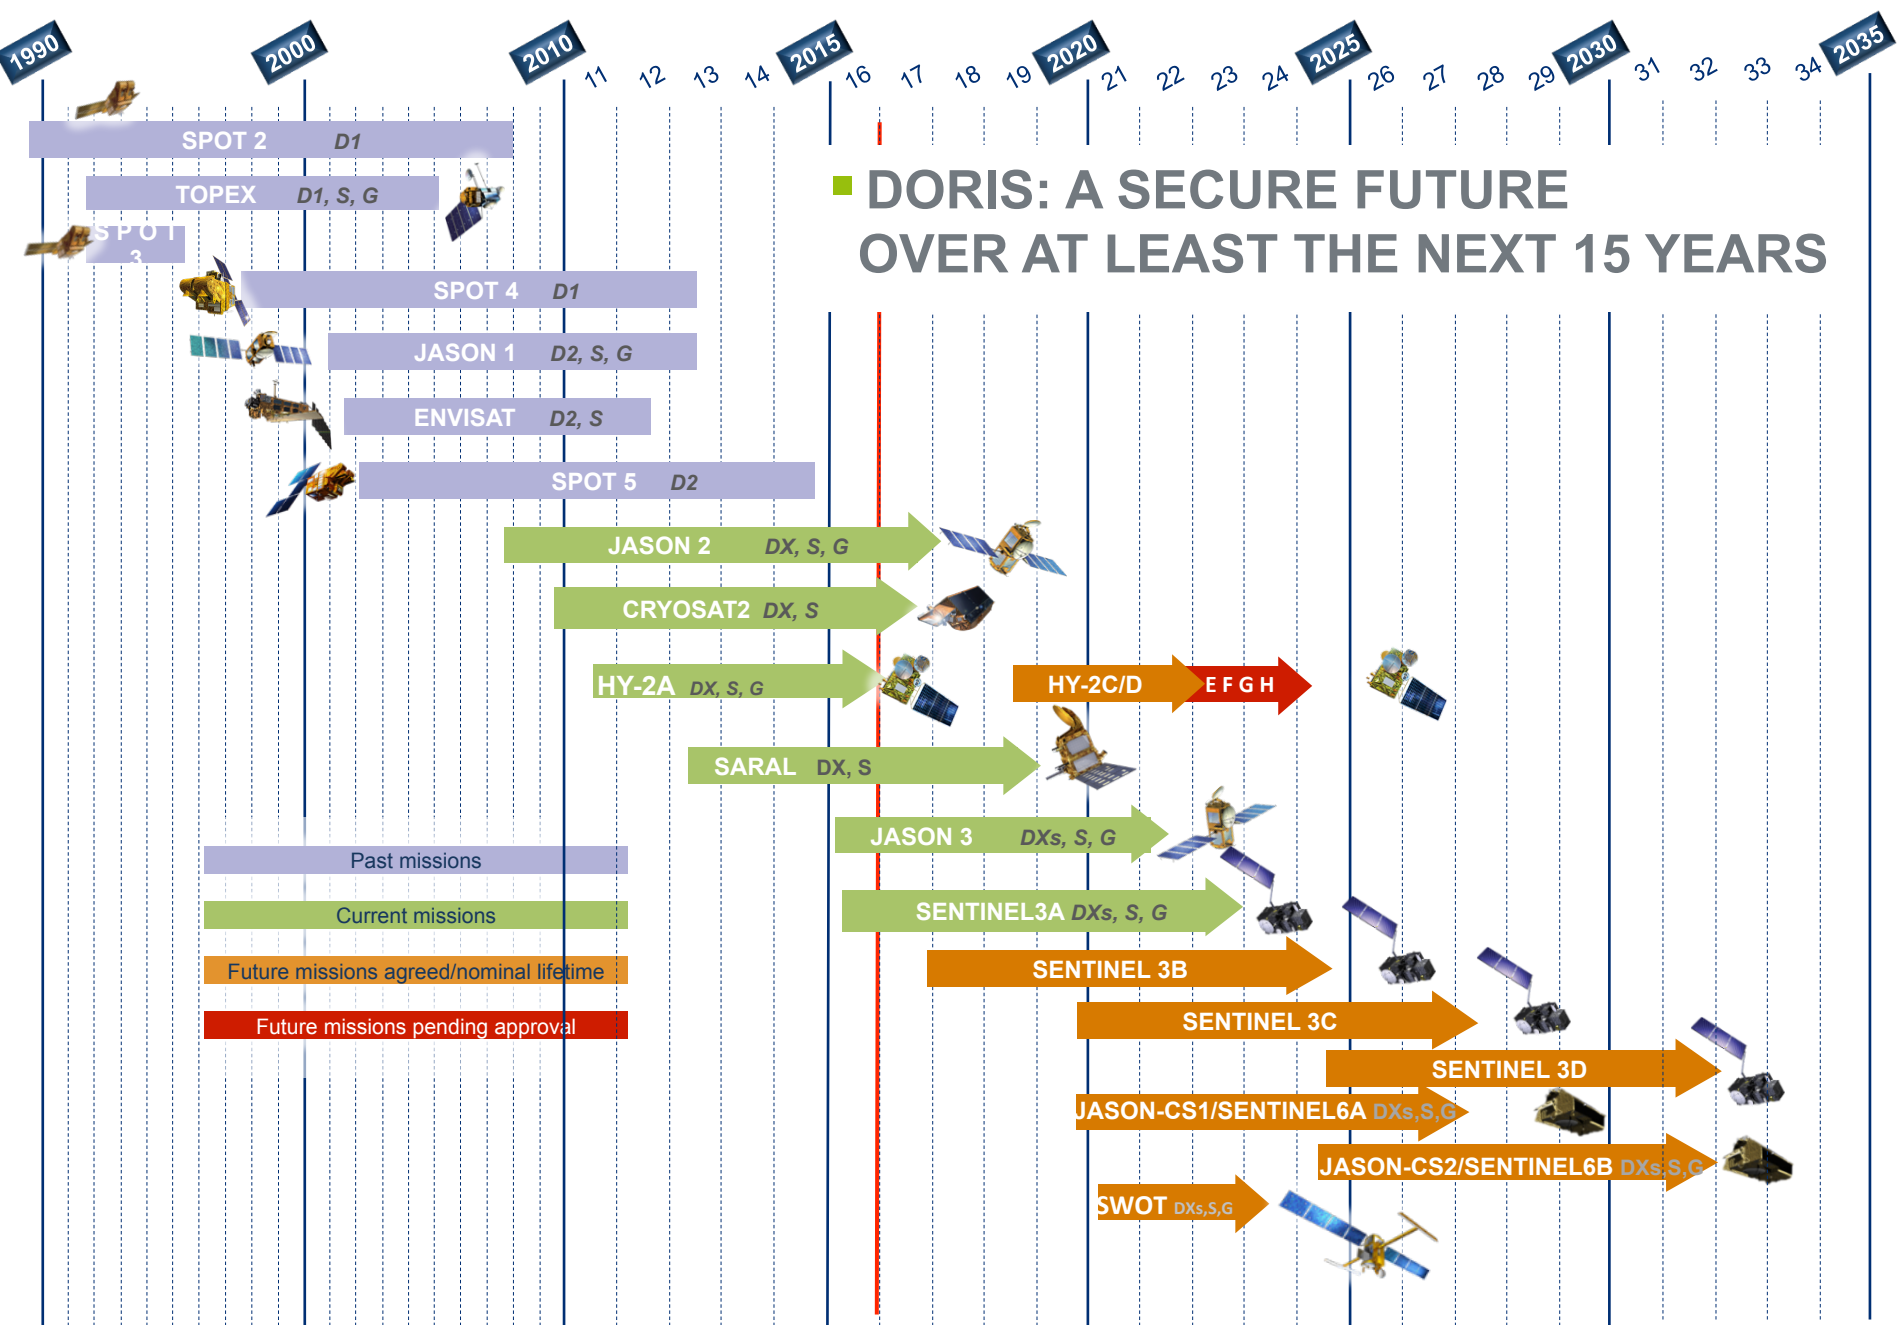 1990 2000 2010 11 12 13 14 2015 16 17 18 19 2020 21 22 23 24 2025 26 27 28 29 2030 31 32 33 34 2035
SPOT 2 D1
DORIS: A SECURE FUTURE
OVER AT LEAST THE NEXT 15 YEARS
TOPEX D1, S, G
SPOT
3
SPOT 4 D1
JASON 1 D2, S, G
ENVISAT D2, S
SPOT 5 D2
JASON 2 DX, S, G
CRYOSAT2 DX, S
HY-2A DX, S, G
HY-2C/D
E F G H
SARAL DX, S
JASON 3 DXs, S, G
SENTINEL3A DXs, S, G
SENTINEL 3B
SENTINEL 3C
SENTINEL 3D
JASON-CS1/SENTINEL6A DXs,S,G
JASON-CS2/SENTINEL6B DXs,S,G
SWOT DXs,S,G
Past missions
Current missions
Future missions agreed/nominal lifetime
Future missions pending approval